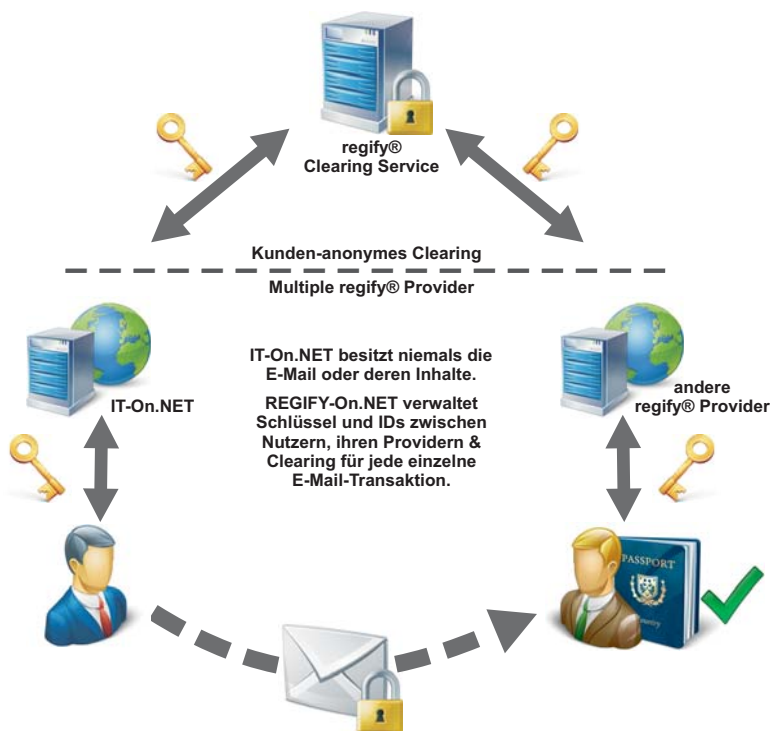 regify®
Clearing Service
Kunden-anonymes Clearing
Multiple regify® Provider
IT-On.NET besitzt niemals die
E-Mail oder deren Inhalte.
REGIFY-On.NET verwaltet
Schlüssel und IDs zwischen
Nutzern, ihren Providern &
Clearing für jede einzelne
E-Mail-Transaktion.
IT-On.NET
andere
regify® Provider
PASSPORT